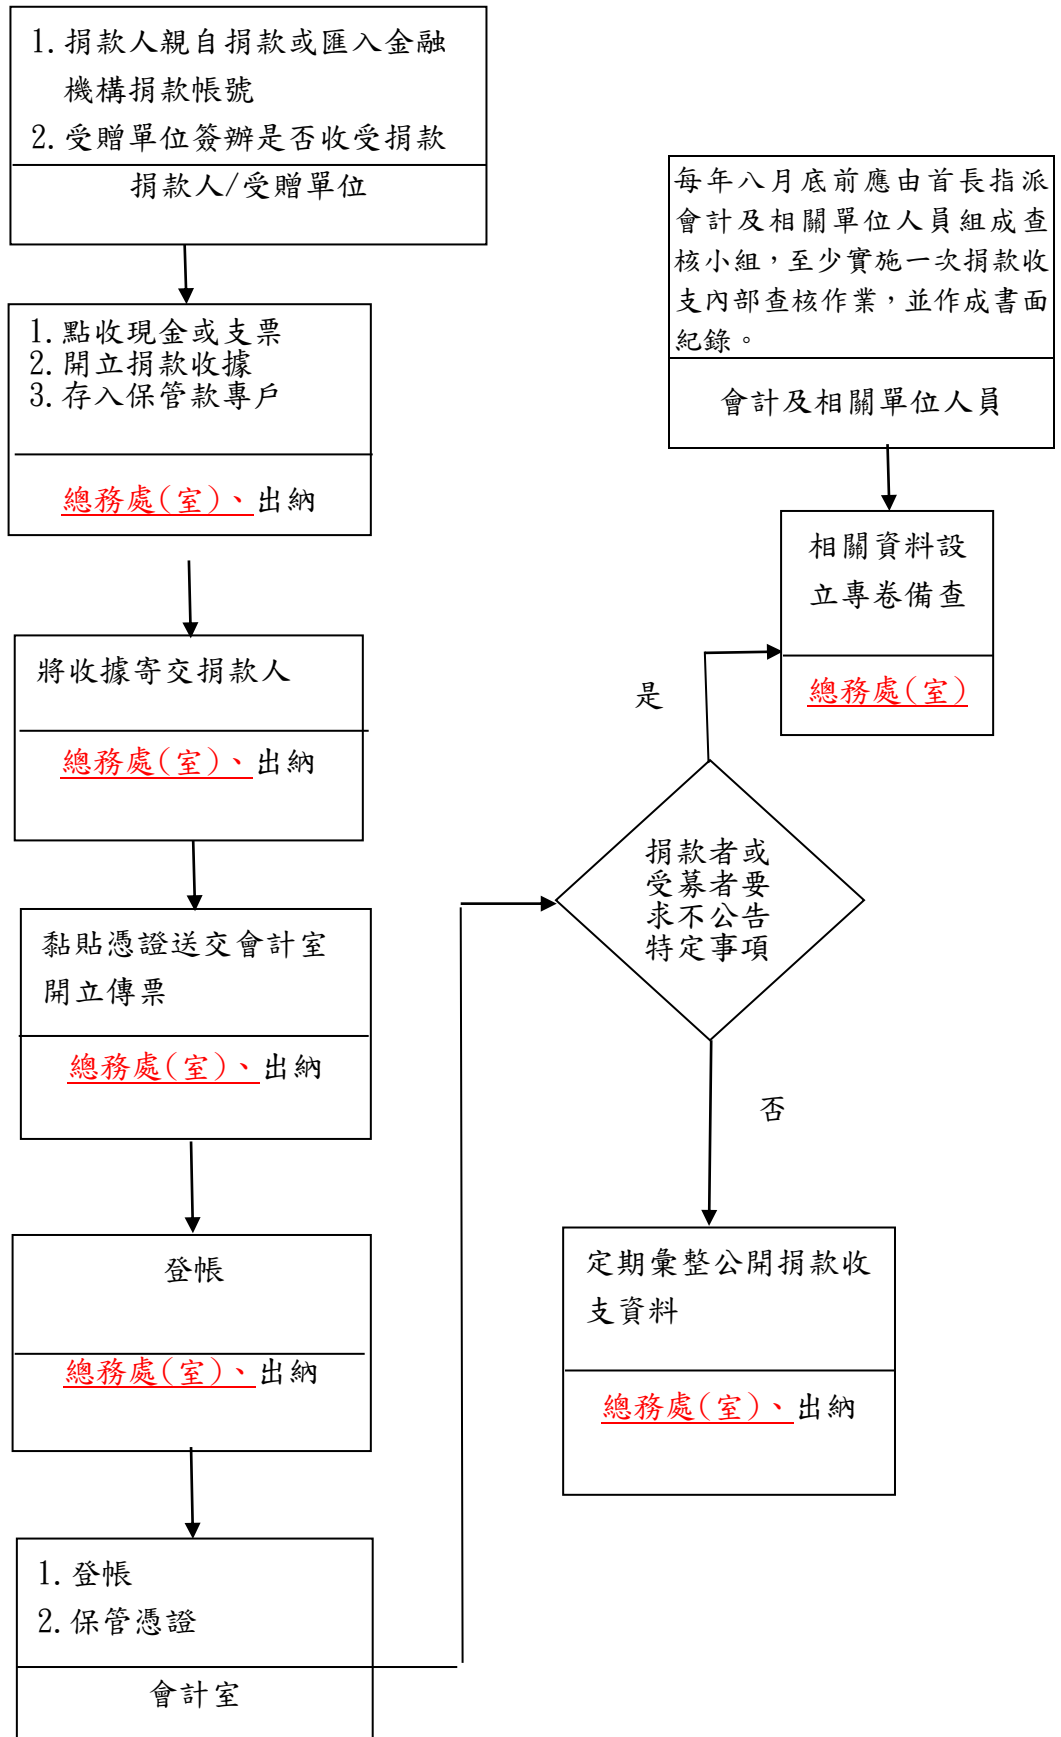 1.捐款人親自捐款或匯入金融
機構捐款帳號
2.受贈單位簽辦是否收受捐款
捐款人/受贈單位
1.點收現金或支票
2.開立捐款收據
3.存入保管款專戶
總務處(室)、出納
將收據寄交捐款人
總務處(室)、出納
黏貼憑證送交會計室
開立傳票
總務處(室)、出納
登帳
總務處(室)、出納
1.登帳
2.保管憑證
會計室
每年八月底前應由首長指派
會計及相關單位人員組成查
核小組，至少實施一次捐款收
支內部查核作業，並作成書面
紀錄。
會計及相關單位人員
相關資料設
立專卷備查
總務處(室)
是
捐款者或
受募者要
求不公告
特定事項
否
定期彙整公開捐款收
支資料
總務處(室)、出納